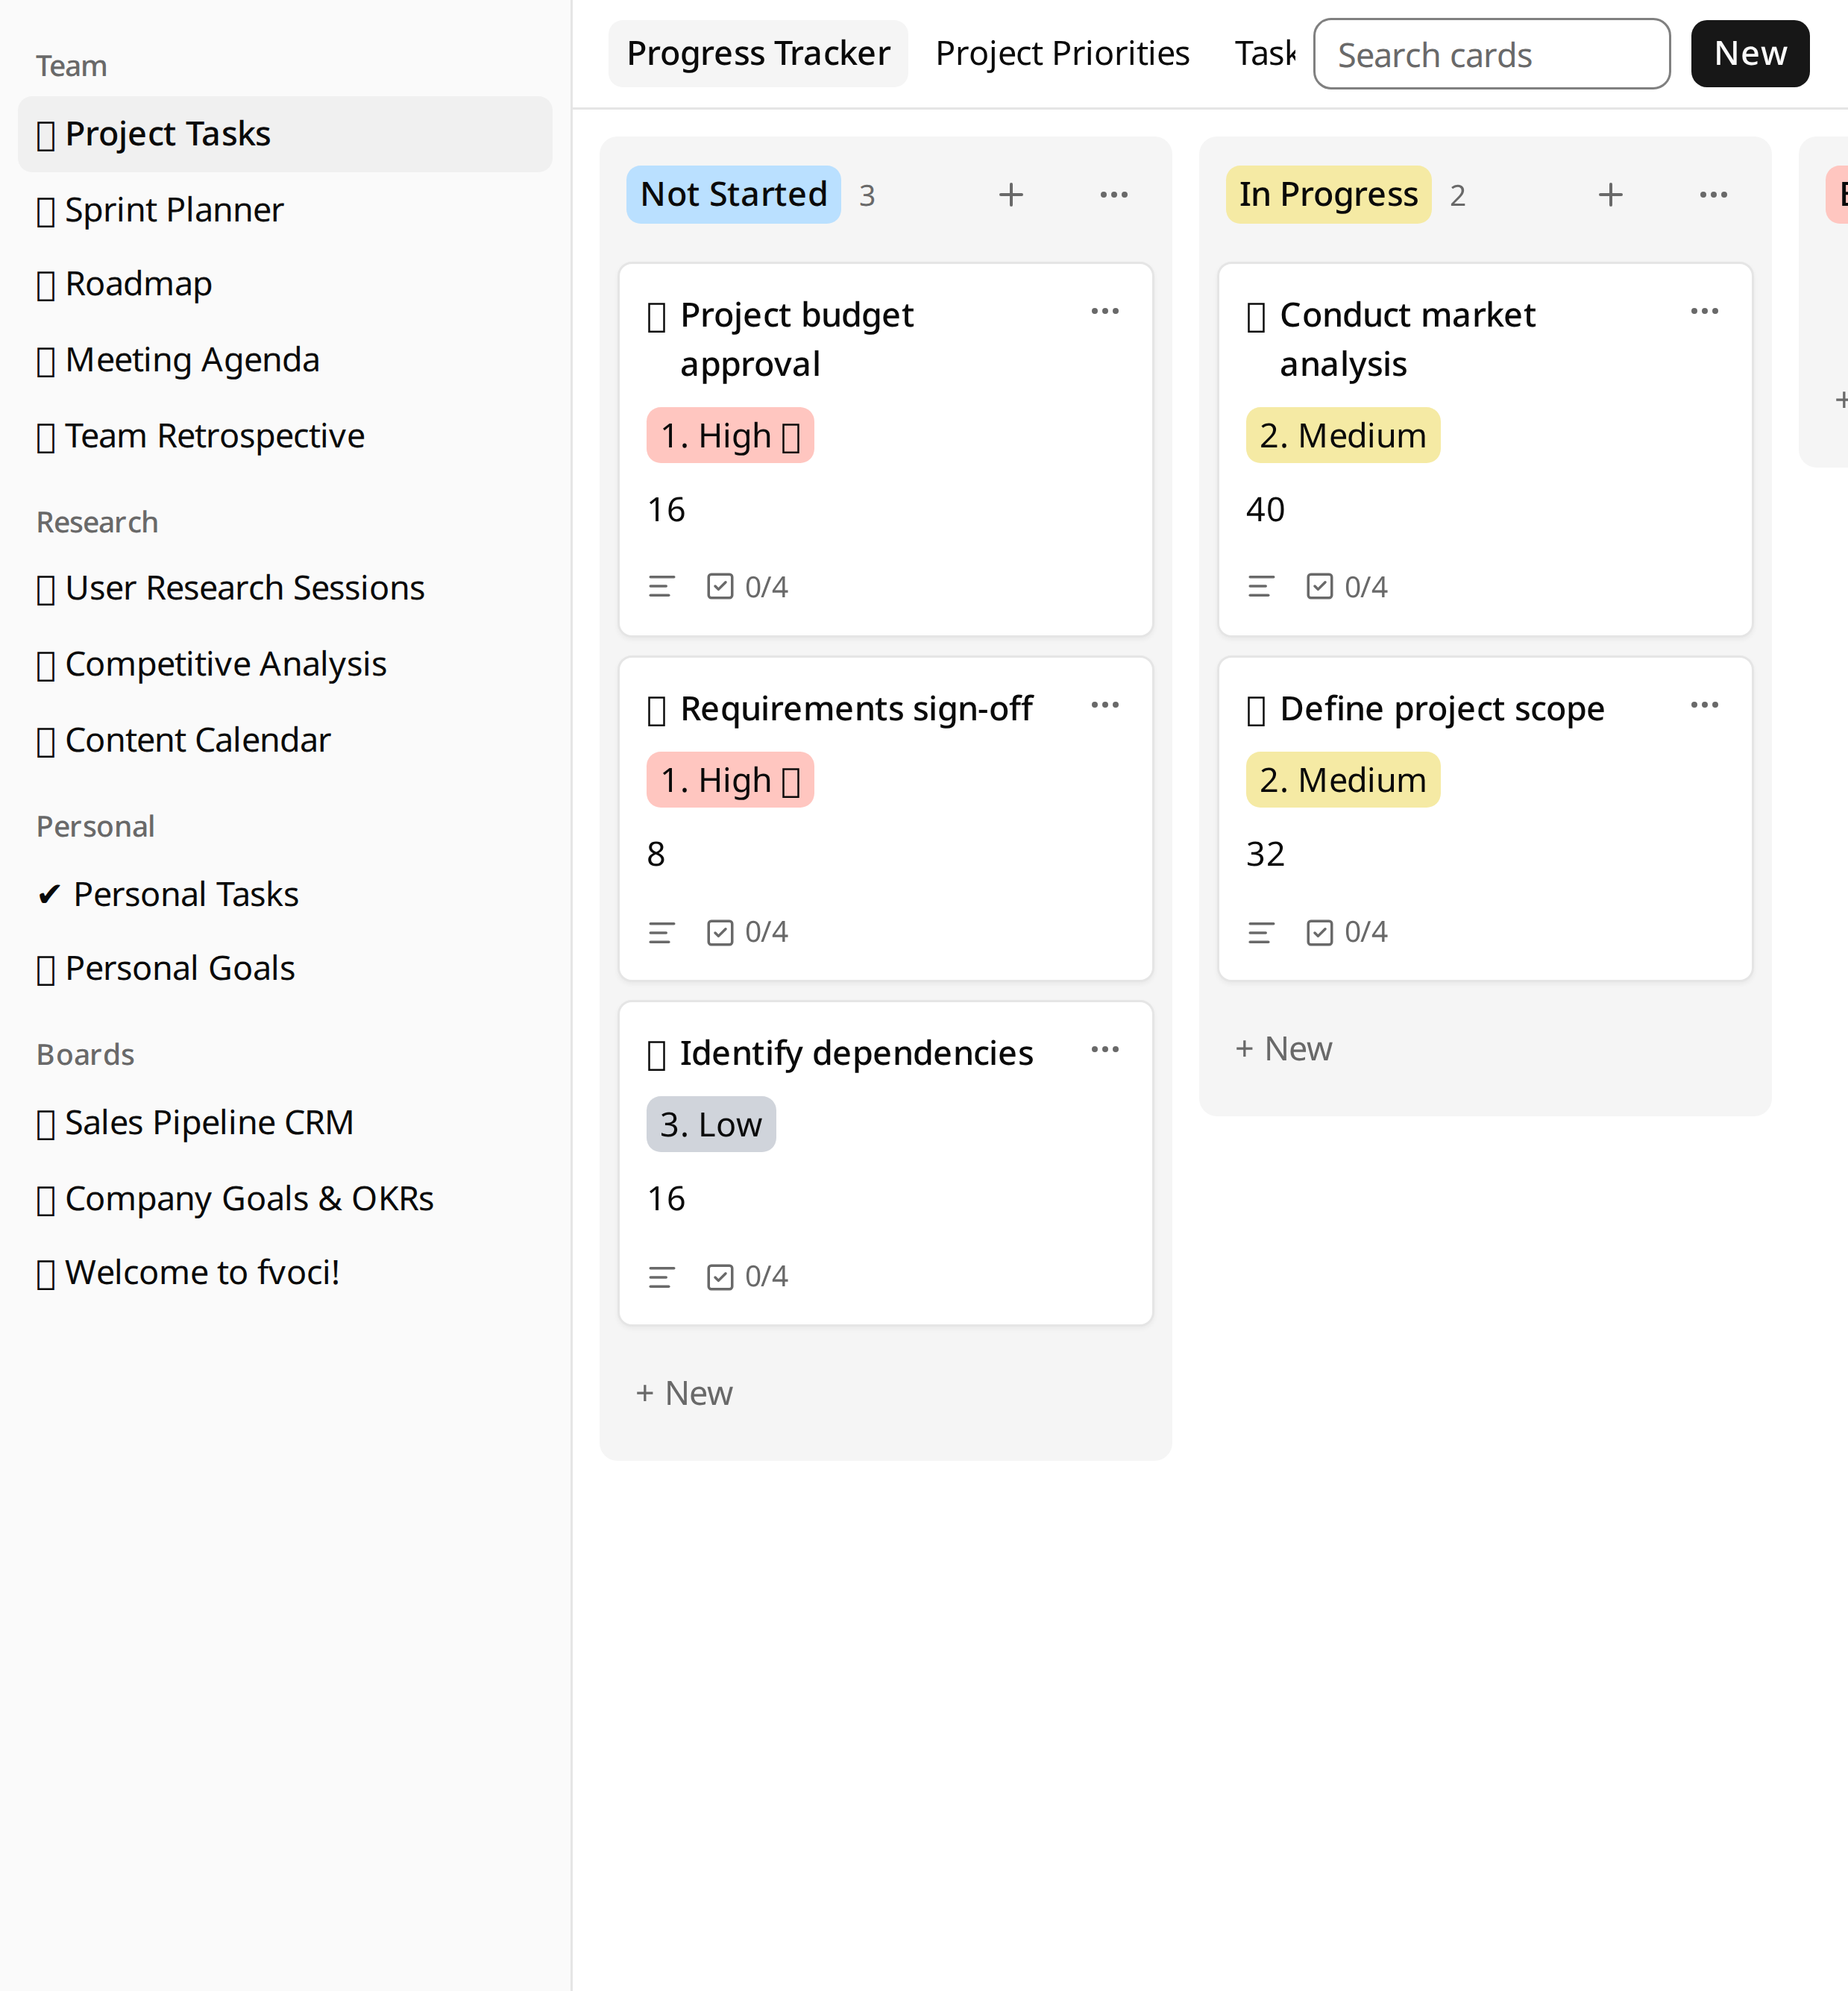 Team
Project Tasks
Sprint Planner
Roadmap
Meeting Agenda
Team Retrospective
Research
User Research Sessions
Competitive Analysis
Content Calendar
Personal
✔ Personal Tasks
Personal Goals
Boards
Sales Pipeline CRM
Company Goals & OKRs
Welcome to fvoci!
Progress Tracker Project Priorities Task Search cards New
Not Started 3
Project budget
approval
1. High
16
0/4
Requirements sign-off
1. High
8
0/4
Identify dependencies
3. Low
16
0/4
+ New
In Progress 2
Conduct market
analysis
2. Medium
40
0/4
Define project scope
2. Medium
32
0/4
+ New